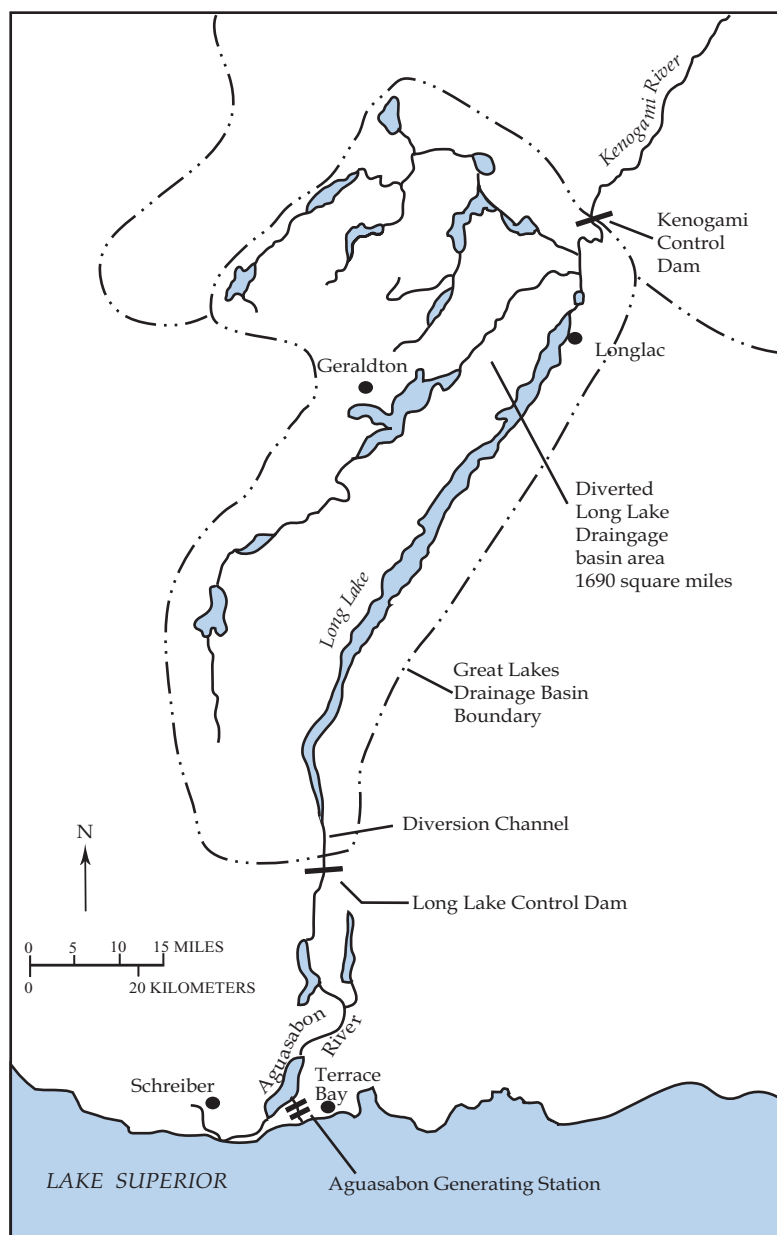 Kenogami River
Kenogami
Control
Dam
Longlac
Geraldton
Diverted
Long Lake
Draingage
basin area
1690 square miles
Long Lake
Great Lakes
Drainage Basin
Boundary
N
Diversion Channel
Long Lake Control Dam
0 5 10 15 MILES
0 20 KILOMETERS
Aguasabon
River
Schreiber
Terrace
Bay
LAKE SUPERIOR
Aguasabon Generating Station